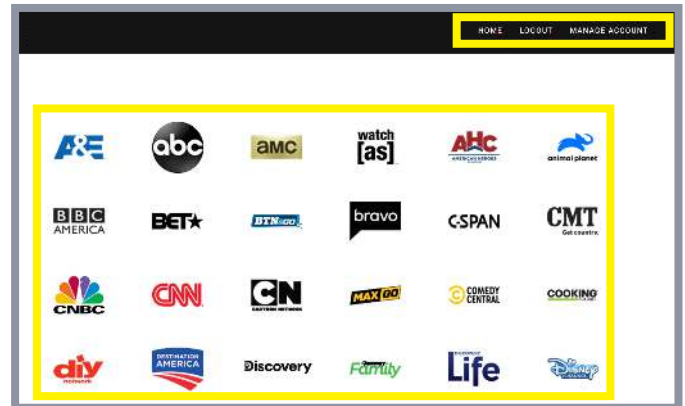 HOME LOGOUT MANAGE ACCOUNT
A&E abc amc watch [as] AHC AMERICAN HEROES animal planet
BBC AMERICA BET BTN2GO bravo C-SPAN CMT Get country.
CNBC CNN CN CARTOON NETWORK MAX GO COMEDY CENTRAL COOKING
diy network DESTINATION AMERICA Discovery Discovery Family Discovery Life Disney CHANNEL